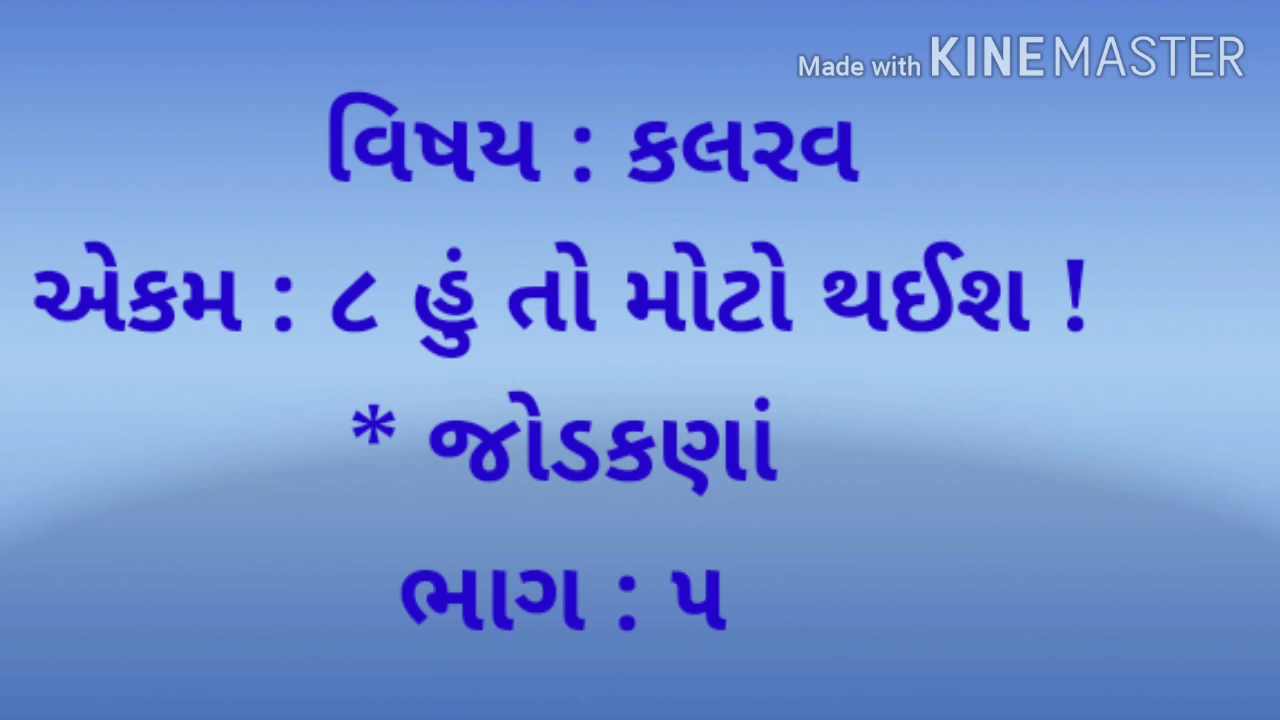 Made with KINEMASTER
વિષય : કલરવ
એકમ : ૮ હું તો મોટો થઈશ !
* જોડકણાં
ભાગ : ૫